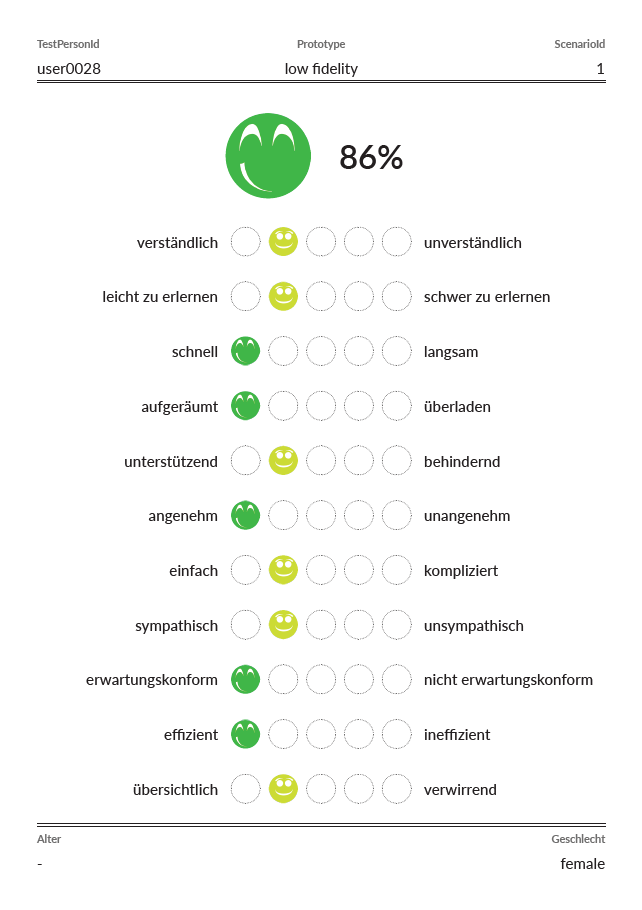 TestPersonId Prototype ScenarioId
user0028 low fidelity 1
86%
verständlich unverständlich
leicht zu erlernen schwer zu erlernen
schnell langsam
aufgeräumt überladen
unterstützend behindernd
angenehm unangenehm
einfach kompliziert
sympathisch unsympathisch
erwartungskonform nicht erwartungskonform
effizient ineffizient
übersichtlich verwirrend
Alter Geschlecht
- female